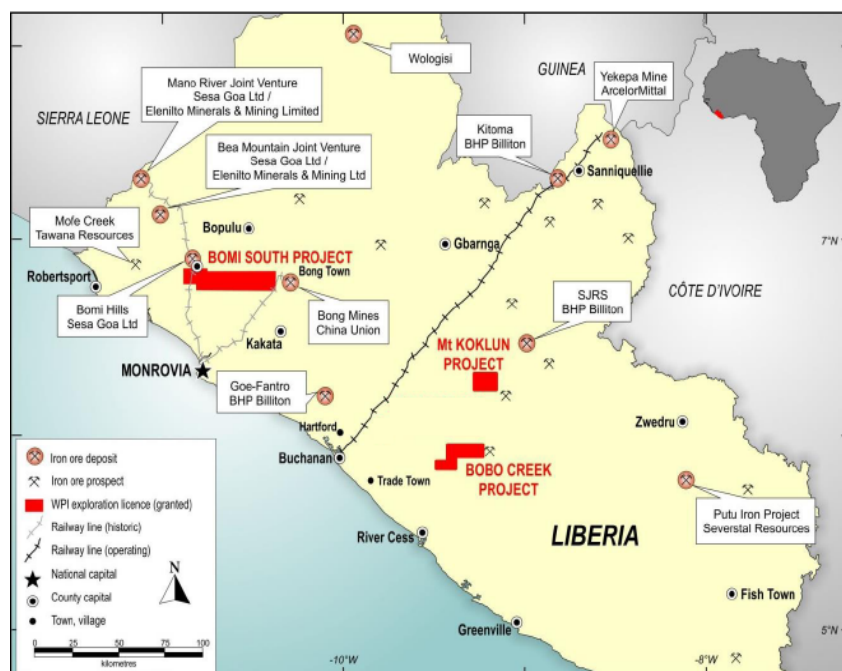 Wologisi
GUINEA
Yekepa Mine
ArcelorMittal
Mano River Joint Venture
Sesa Goa Ltd /
Elenilto Minerals & Mining Limited
SIERRA LEONE
Kitoma
BHP Billiton
Bea Mountain Joint Venture
Sesa Goa Ltd /
Elenilto Minerals & Mining Ltd
Sanniquellie
Mofe Creek
Tawana Resources
Bopulu
Gbarnga
7°N
BOMI SOUTH PROJECT
Robertsport
Bong Town
CÔTE D'IVOIRE
Bomi Hills
Sesa Goa Ltd
Bong Mines
China Union
SJRS
BHP Billiton
Kakata
Mt KOKLUN
PROJECT
MONROVIA
Goe-Fantro
BHP Billiton
Zwedru
Hartford
Buchanan
Trade Town
BOBO CREEK
PROJECT
Putu Iron Project
Severstal Resources
River Cess
LIBERIA
Fish Town
Greenville
5°N
-10°W
-8°W
Iron ore deposit
Iron ore prospect
WPI exploration licence (granted)
Railway line (historic)
Railway line (operating)
National capital
N
County capital
Town, village
0 25 50 75 100
kilometres